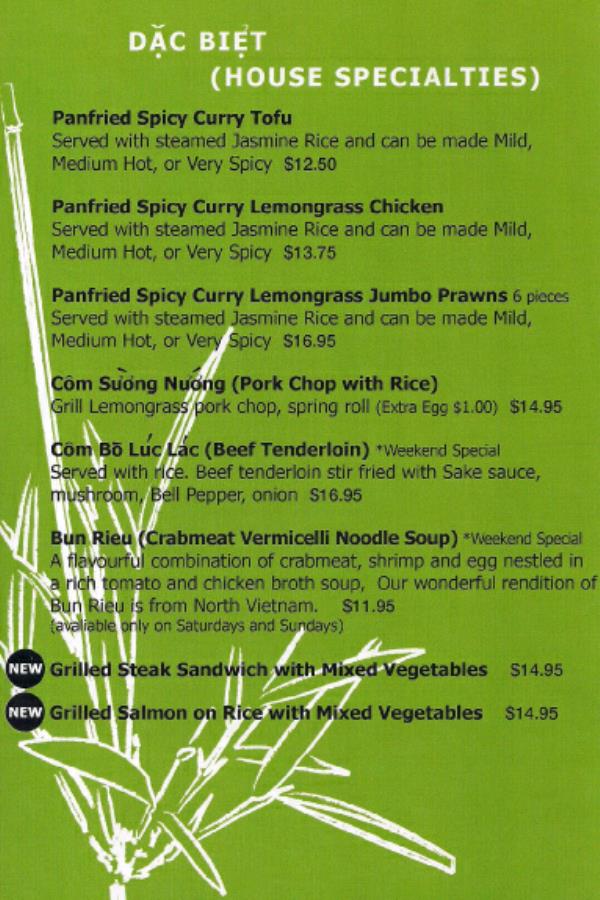 DẶC BIỆT
(HOUSE SPECIALTIES)
Panfried Spicy Curry Tofu
Served with steamed Jasmine Rice and can be made Mild,
Medium Hot, or Very Spicy $12.50
Panfried Spicy Curry Lemongrass Chicken
Served with steamed Jasmine Rice and can be made Mild,
Medium Hot, or Very Spicy $13.75
Panfried Spicy Curry Lemongrass Jumbo Prawns 6 pieces
Served with steamed Jasmine Rice and can be made Mild,
Medium Hot, or Very Spicy $16.95
Côm Sường Nướng (Pork Chop with Rice)
Grill Lemongrass pork chop, spring roll (Extra Egg $1.00) $14.95
Côm Bõ Lúc Lắc (Beef Tenderloin) *Weekend Special
Served with rice. Beef tenderloin stir fried with Sake sauce,
mushroom, Bell Pepper, onion $16.95
Bun Rieu (Crabmeat Vermicelli Noodle Soup) *Weekend Special
A flavourful combination of crabmeat, shrimp and egg nestled in
a rich tomato and chicken broth soup, Our wonderful rendition of
Bun Rieu is from North Vietnam. $11.95
(avaliable only on Saturdays and Sundays)
NEW Grilled Steak Sandwich with Mixed Vegetables $14.95
NEW Grilled Salmon on Rice with Mixed Vegetables $14.95